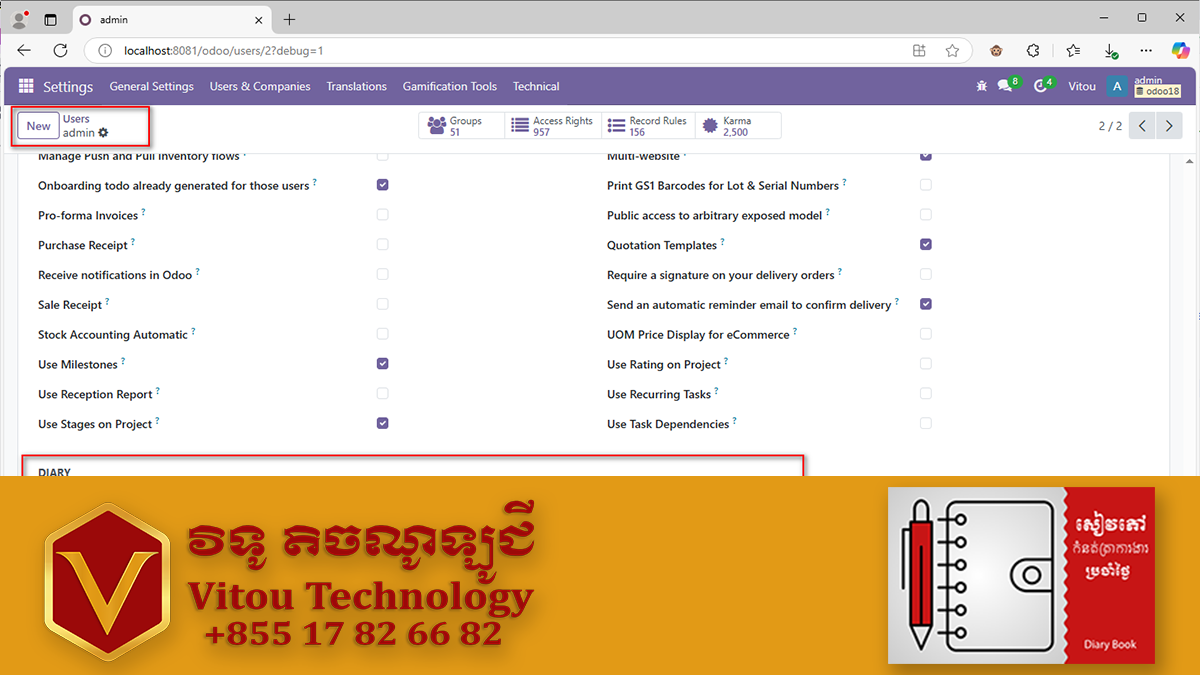 admin
localhost:8081/odoo/users/2?debug=1
Settings General Settings Users & Companies Translations Gamification Tools Technical 8 4 Vitou A admin odoo18
New Users admin
Groups 51 Access Rights 957 Record Rules 156 Karma 2,500
2 / 2
Manage Push and Pull inventory flows ? Multi-website ?
Onboarding todo already generated for those users ? Print GS1 Barcodes for Lot & Serial Numbers ?
Pro-forma Invoices ? Public access to arbitrary exposed model ?
Purchase Receipt ? Quotation Templates ?
Receive notifications in Odoo ? Require a signature on your delivery orders ?
Sale Receipt ? Send an automatic reminder email to confirm delivery ?
Stock Accounting Automatic ? UOM Price Display for eCommerce ?
Use Milestones ? Use Rating on Project ?
Use Reception Report ? Use Recurring Tasks ?
Use Stages on Project ? Use Task Dependencies ?
DIARY
វិទូ តិចណូឡូជី
Vitou Technology
+855 17 82 66 82
សៀវភៅ
កំនត់ត្រាការងារ
ប្រចាំថ្ងៃ
Diary Book